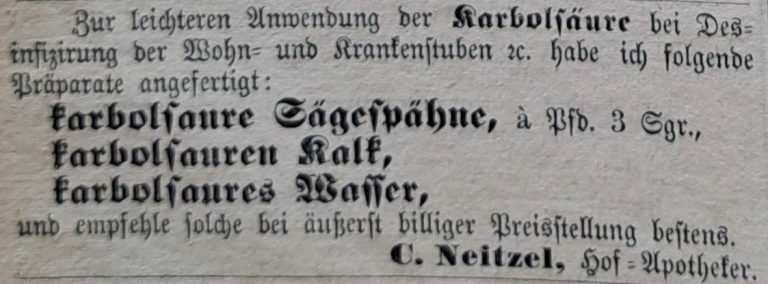 Zur leichteren Anwendung der Karbolsäure bei Des-
infizirung der Wohn- und Krankenstuben ꝛc. habe ich folgende
Präparate angefertigt:
karbolsaure Sägespähne, à Pfd. 3 Sgr.,
karbolsauren Kalk,
karbolsaures Wasser,
und empfehle solche bei äußerst billiger Preisstellung bestens.
C. Neitzel, Hof-Apotheker.